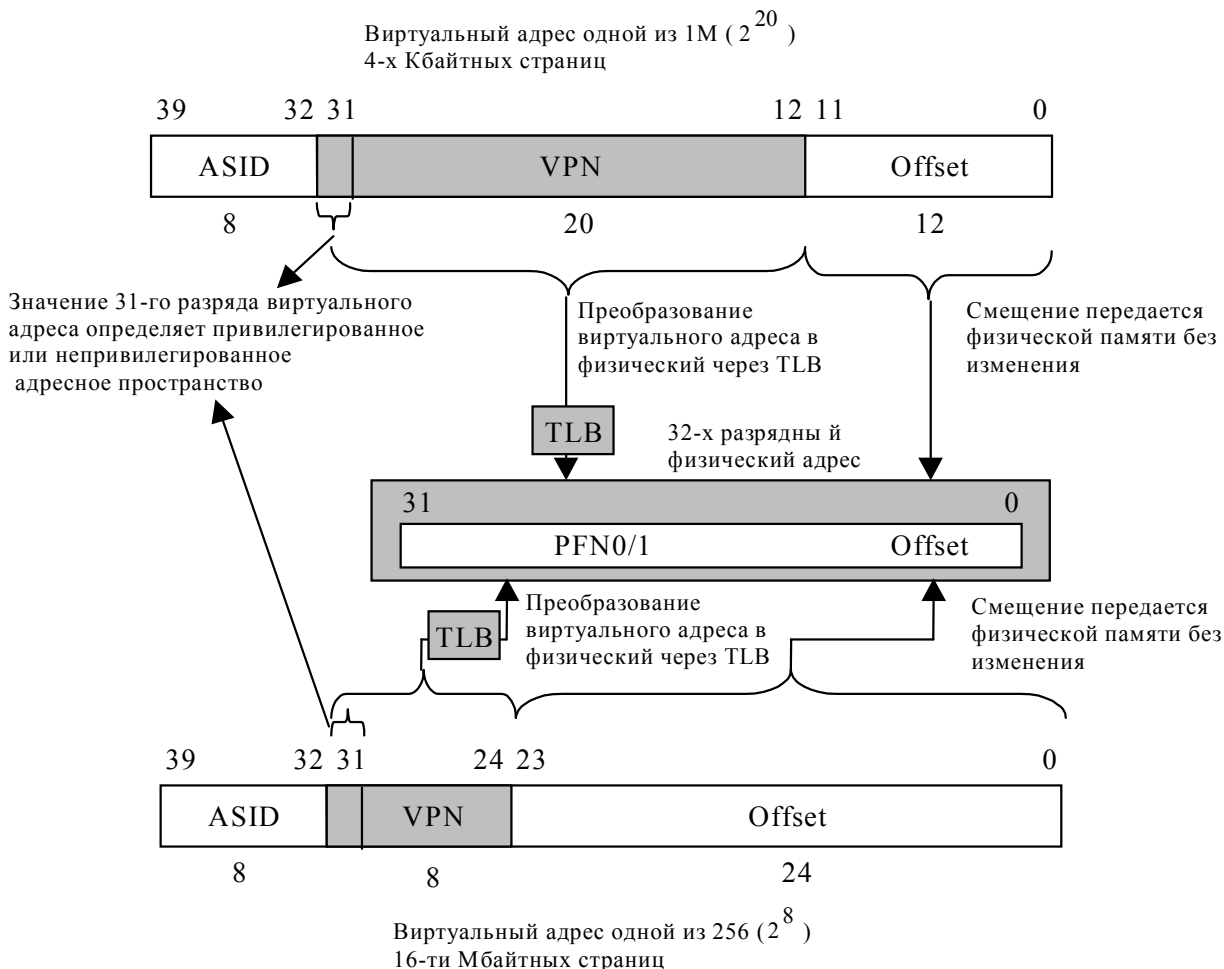 Виртуальный адрес одной из 1М ( 2^20 )
4-х Кбайтных страниц
39 32 31 12 11 0
ASID VPN Offset
8 20 12
Значение 31-го разряда виртуального
адреса определяет привилегированное
или непривилегированное
адресное пространство
Преобразование
виртуального адреса в
физический через TLB
Смещение передается
физической памяти без
изменения
TLB
32-х разрядны й
физический адрес
31 0
PFN0/1 Offset
TLB
Преобразование
виртуального адреса в
физический через TLB
Смещение передается
физической памяти без
изменения
39 32 31 24 23 0
ASID VPN Offset
8 8 24
Виртуальный адрес одной из 256 ( 2^8 )
16-ти Мбайтных страниц